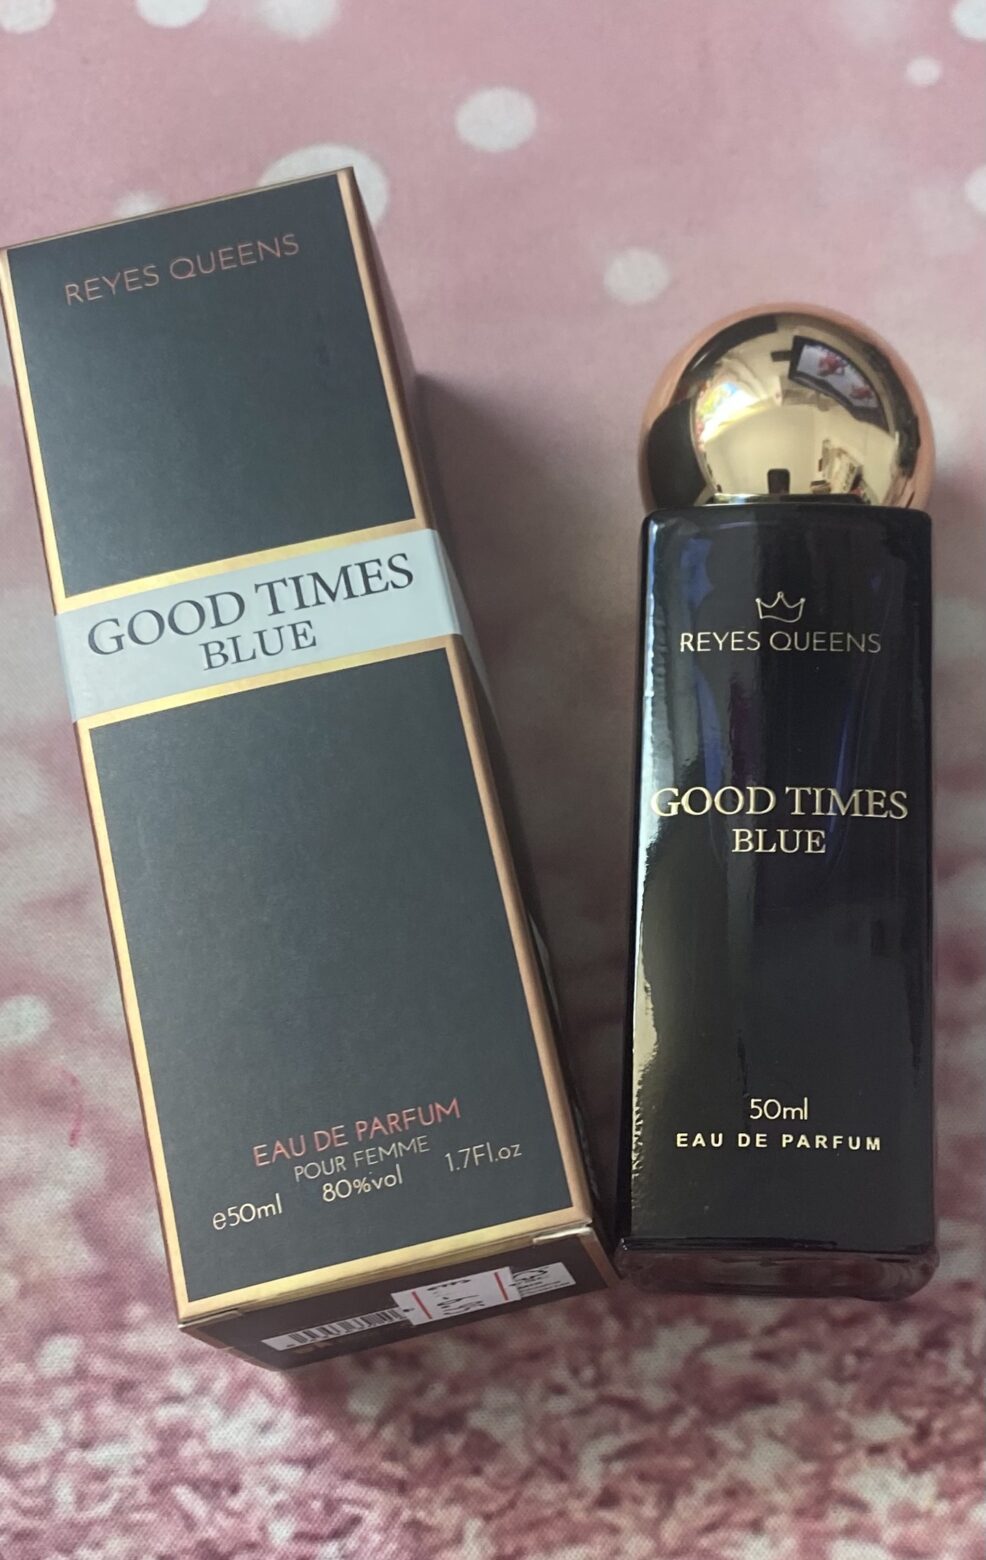 REYES QUEENS
GOOD TIMES
BLUE
EAU DE PARFUM
POUR FEMME
e50ml 80%vol 1.7Fl.oz
REYES QUEENS
GOOD TIMES
BLUE
50ml
EAU DE PARFUM